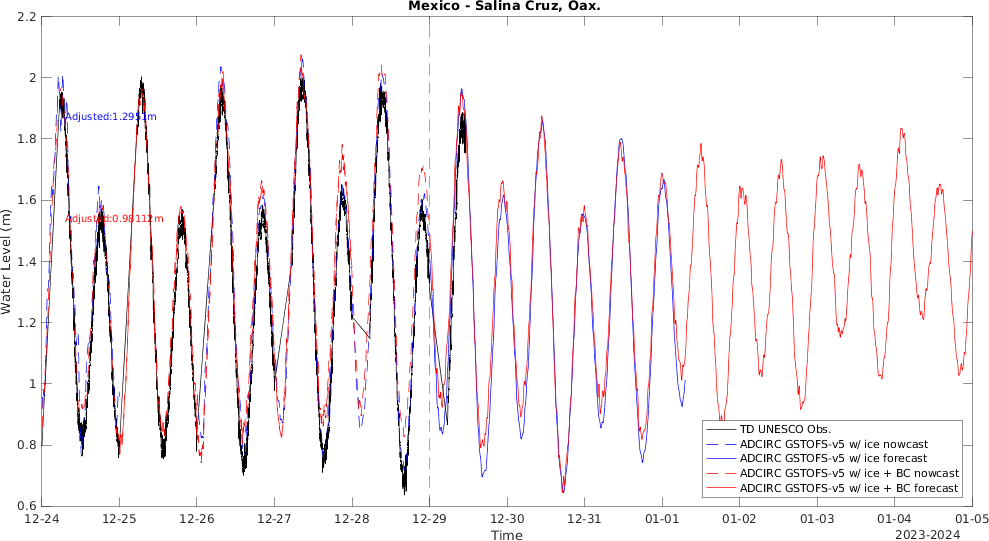 Mexico - Salina Cruz, Oax.
2.2
2
1.8
1.6
1.4
1.2
1
0.8
0.6
Water Level (m)
Adjusted:1.2951m
Adjusted:0.98112m
TD UNESCO Obs.
ADCIRC GSTOFS-v5 w/ ice nowcast
ADCIRC GSTOFS-v5 w/ ice forecast
ADCIRC GSTOFS-v5 w/ ice + BC nowcast
ADCIRC GSTOFS-v5 w/ ice + BC forecast
12-24 12-25 12-26 12-27 12-28 12-29 12-30 12-31 01-01 01-02 01-03 01-04 01-05
Time
2023-2024